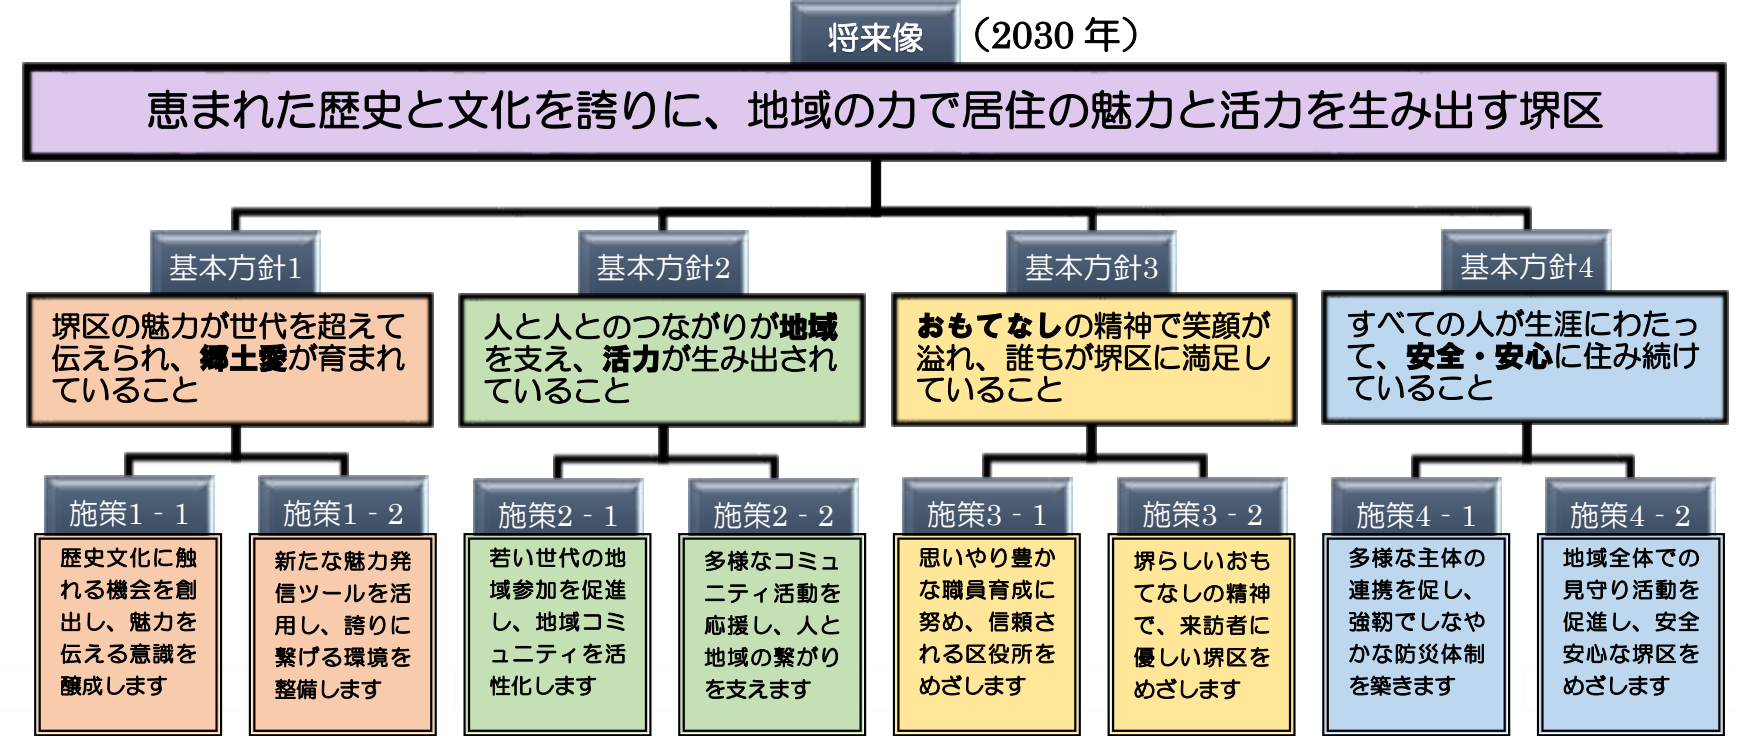 将来像（2030 年）
恵まれた歴史と文化を誇りに、地域の力で居住の魅力と活力を生み出す堺区
基本方針1
堺区の魅力が世代を超えて
伝えられ、郷土愛が育まれ
ていること
基本方針2
人と人とのつながりが地域
を支え、活力が生み出され
ていること
基本方針3
おもてなしの精神で笑顔が
溢れ、誰もが堺区に満足し
ていること
基本方針4
すべての人が生涯にわたっ
て、安全・安心に住み続け
ていること
施策1‐1
歴史文化に触
れる機会を創
出し、魅力を
伝える意識を
醸成します
施策1‐2
新たな魅力発
信ツールを活
用し、誇りに
繋げる環境を
整備します
施策2‐1
若い世代の地
域参加を促進
し、地域コミ
ュニティを活
性化します
施策2‐2
多様なコミュ
ニティ活動を
応援し、人と
地域の繋がり
を支えます
施策3‐1
思いやり豊か
な職員育成に
努め、信頼さ
れる区役所を
めざします
施策3‐2
堺らしいおも
てなしの精神
で、来訪者に
優しい堺区を
めざします
施策4‐1
多様な主体の
連携を促し、
強靭でしなや
かな防災体制
を築きます
施策4‐2
地域全体での
見守り活動を
促進し、安全
安心な堺区を
めざします